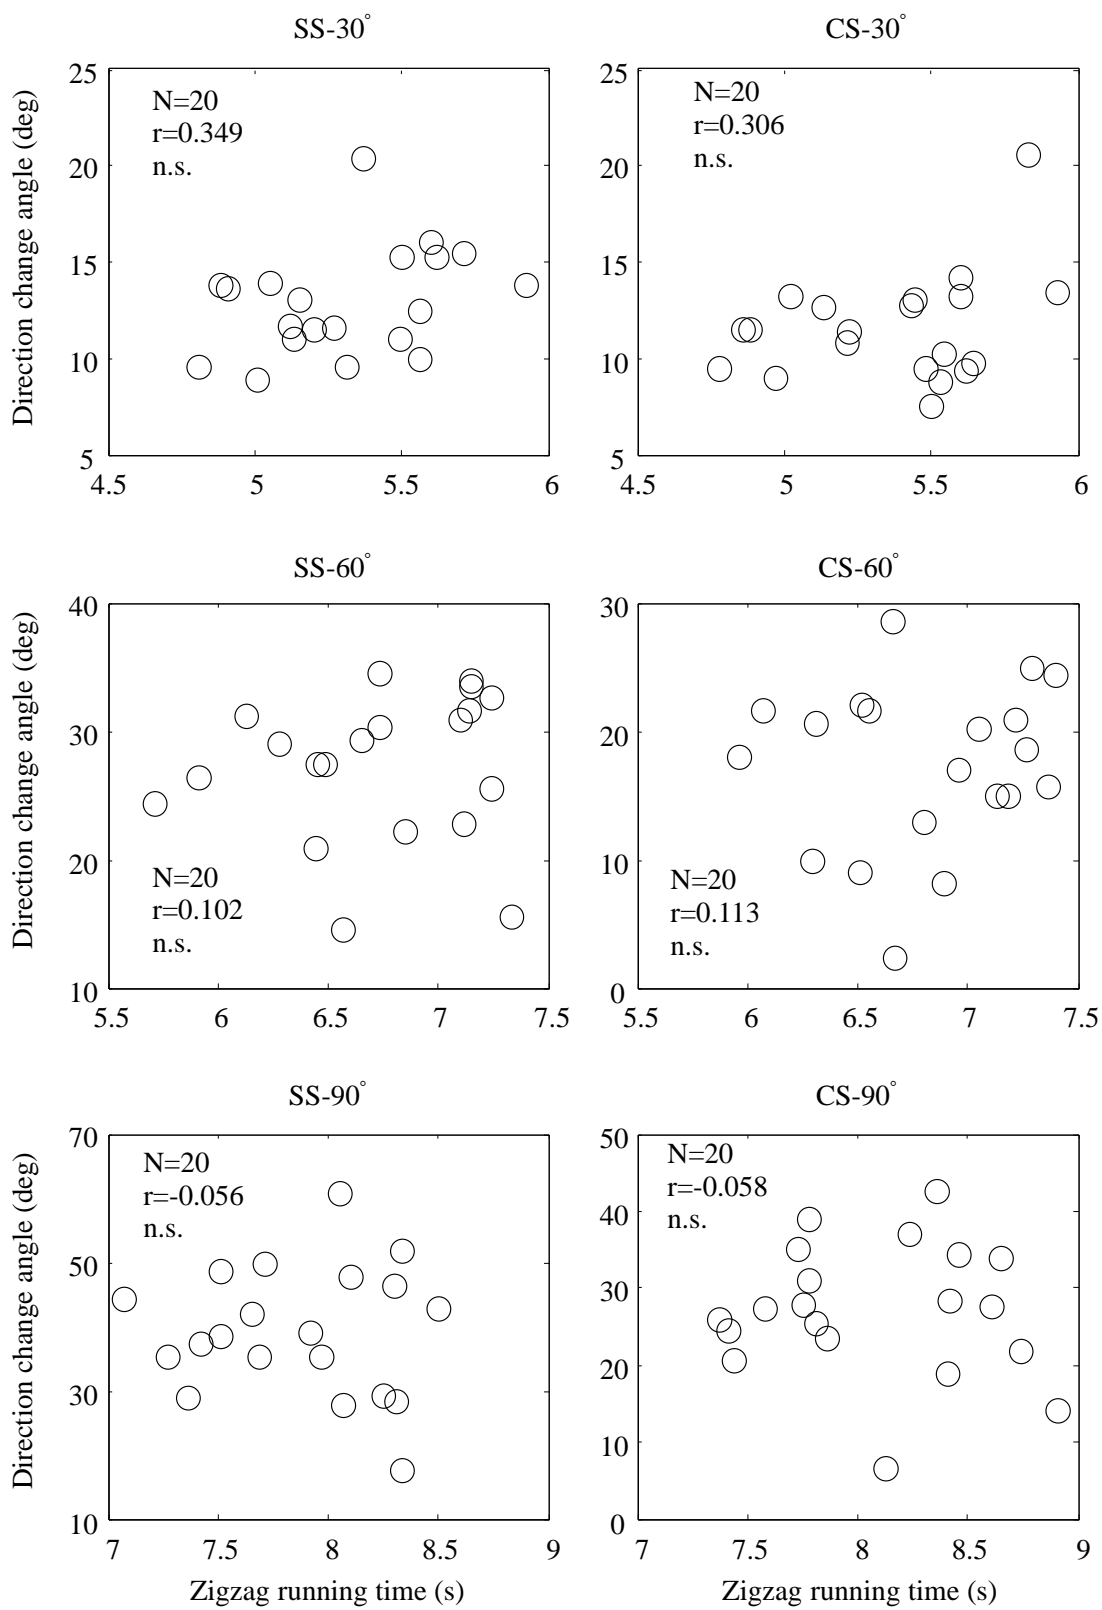 SS-30°
CS-30°
Direction change angle (deg)
25
20
15
10
5
N=20
r=0.349
n.s.
4.5
5
5.5
6
25
20
15
10
5
N=20
r=0.306
n.s.
4.5
5
5.5
6
SS-60°
CS-60°
Direction change angle (deg)
40
30
20
10
N=20
r=0.102
n.s.
5.5
6
6.5
7
7.5
30
20
10
0
N=20
r=0.113
n.s.
5.5
6
6.5
7
7.5
SS-90°
CS-90°
Direction change angle (deg)
70
50
30
10
N=20
r=-0.056
n.s.
7
7.5
8
8.5
9
Zigzag running time (s)
50
40
30
20
10
0
N=20
r=-0.058
n.s.
7
7.5
8
8.5
9
Zigzag running time (s)